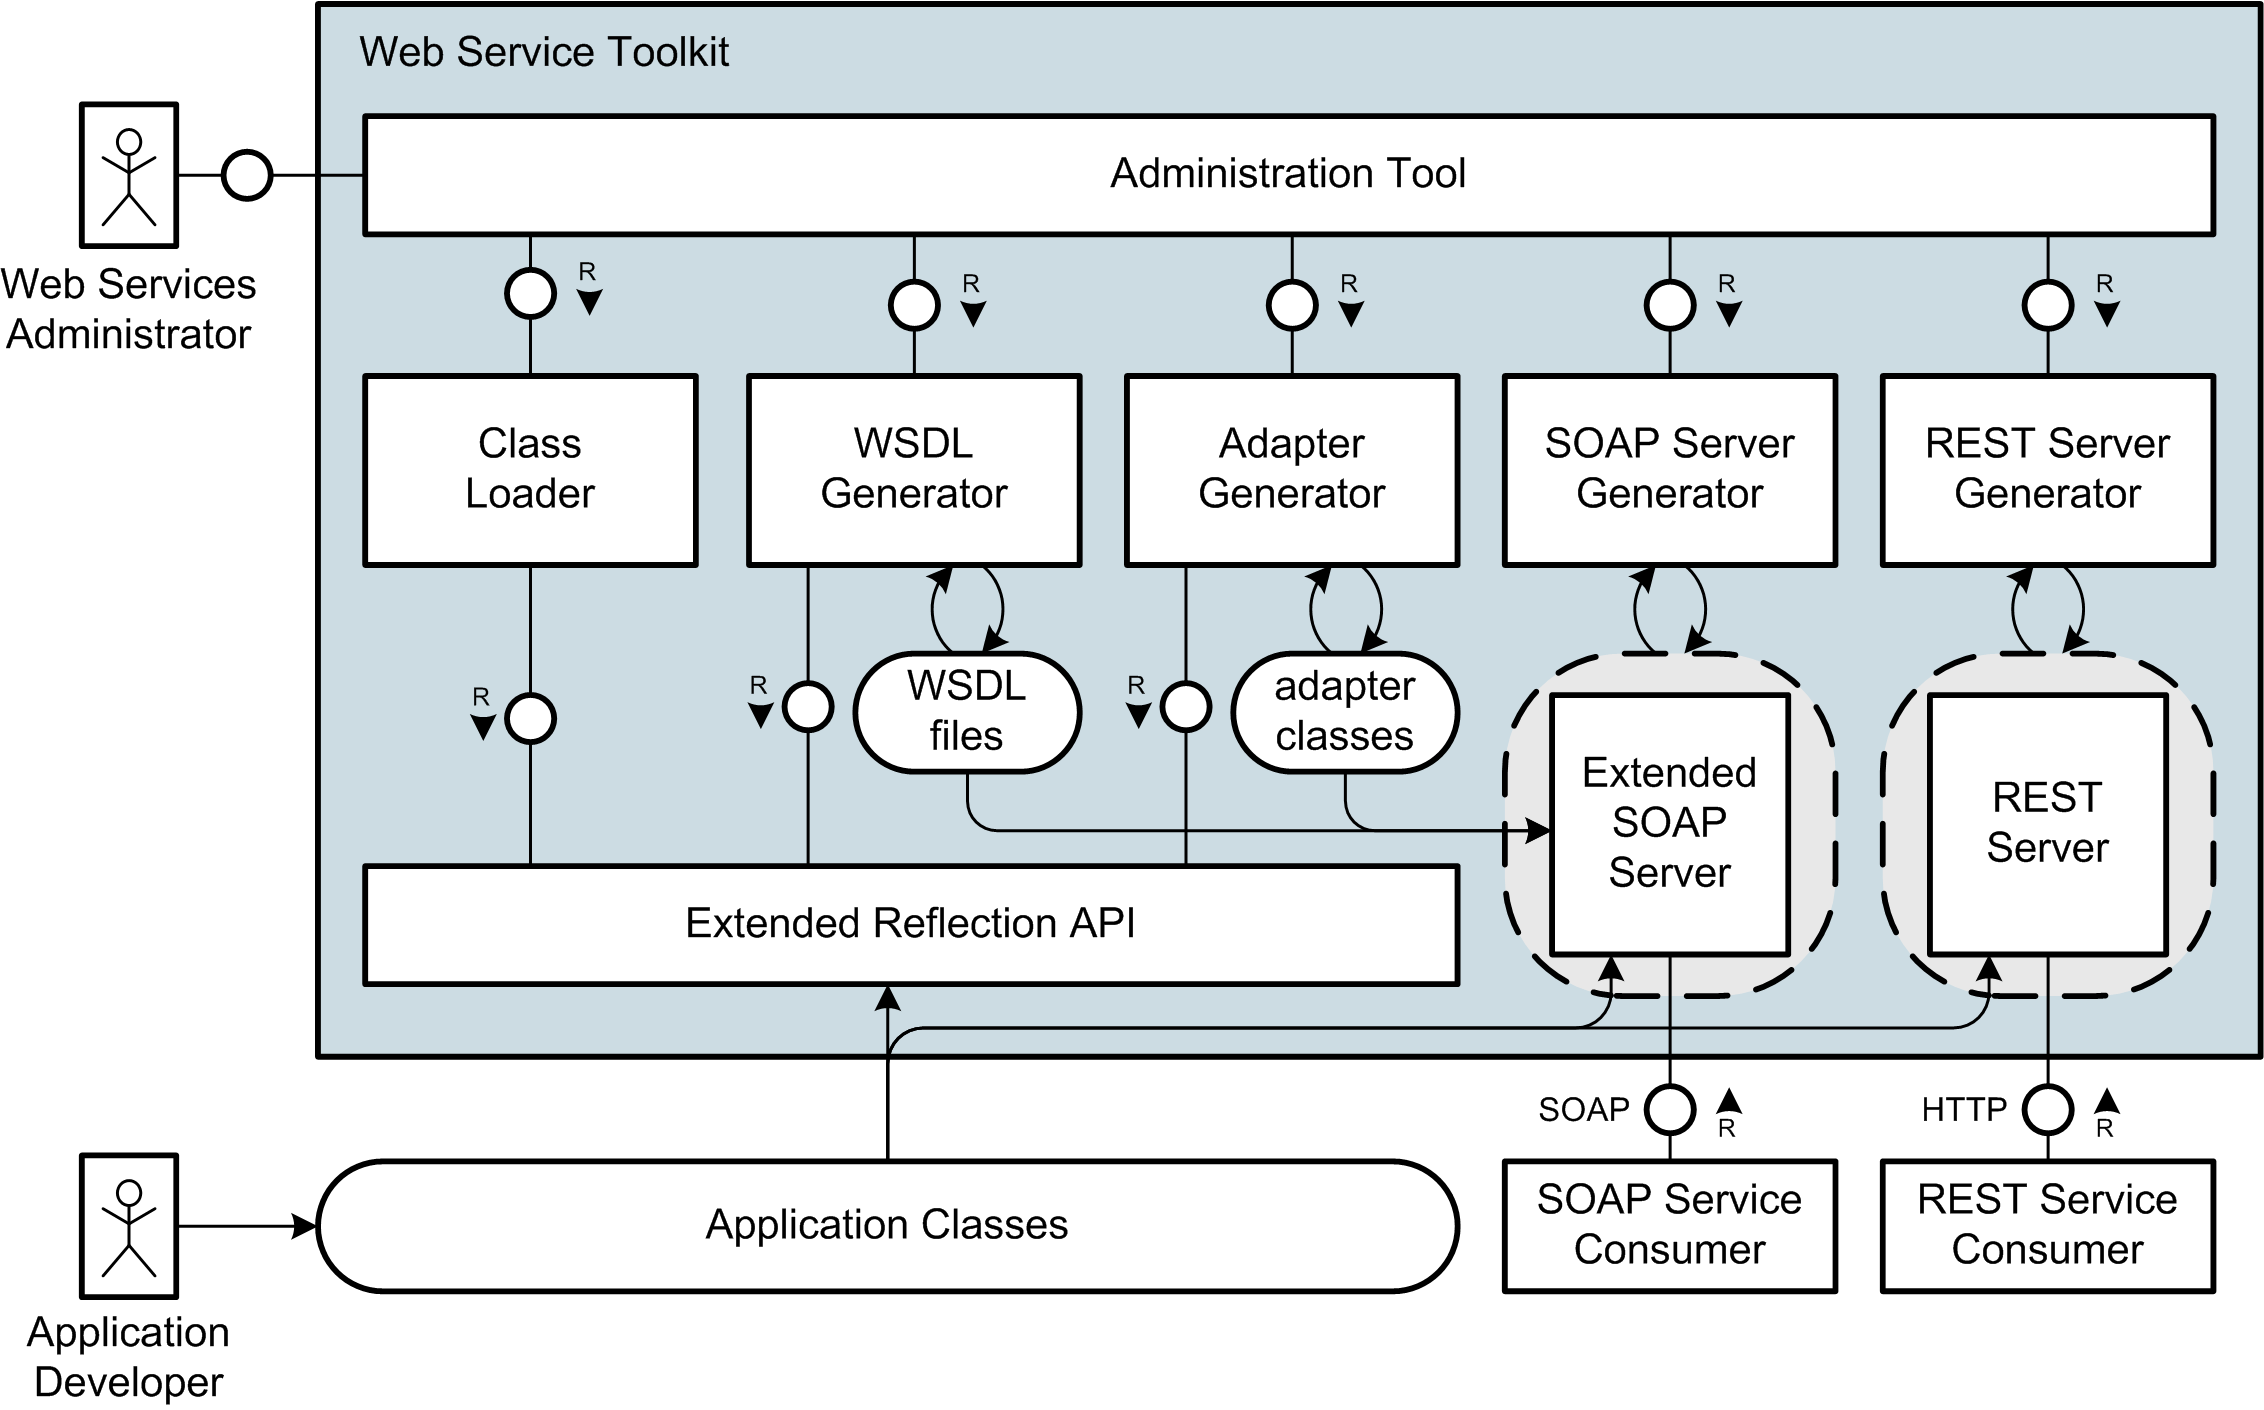 Web Service Toolkit
Administration Tool
Web Services
Administrator
R
R
R
R
R
Class
Loader
WSDL
Generator
Adapter
Generator
SOAP Server
Generator
REST Server
Generator
R
R
R
WSDL
files
adapter
classes
Extended
SOAP
Server
REST
Server
Extended Reflection API
SOAP
R
HTTP
R
Application Classes
SOAP Service
Consumer
REST Service
Consumer
Application
Developer